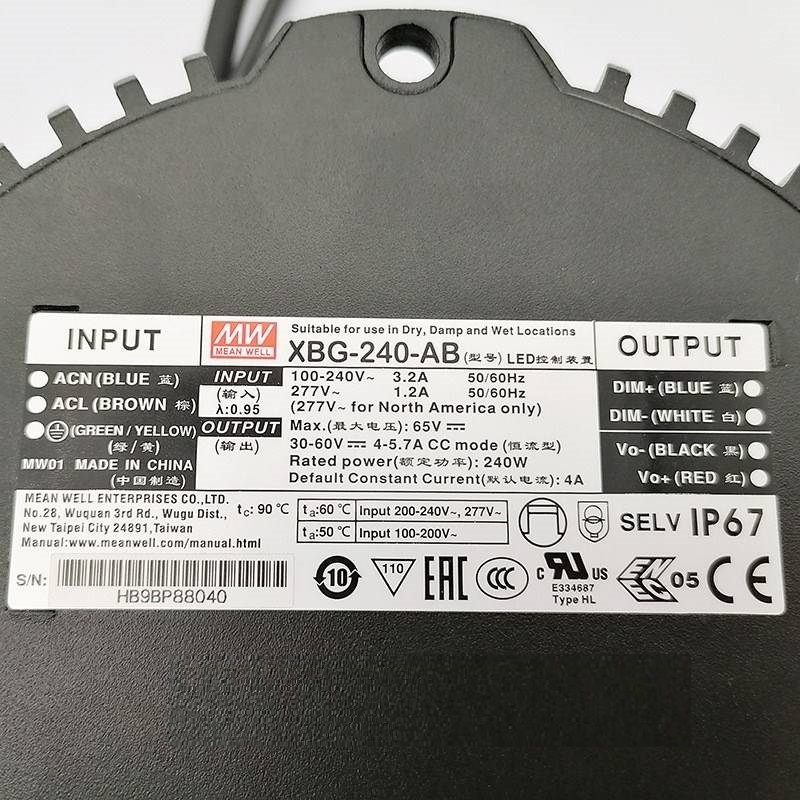 INPUT
ACN (BLUE 蓝)
ACL (BROWN 棕)
(GREEN / YELLOW)
(绿 / 黄)
MW01 MADE IN CHINA
(中国制造)
MW
MEAN WELL
Suitable for use in Dry, Damp and Wet Locations
XBG-240-AB (型号) LED控制装置
INPUT
(输入)
λ:0.95
100-240V~ 3.2A 50/60Hz
277V~ 1.2A 50/60Hz
(277V~ for North America only)
OUTPUT
(输出)
Max.(最大电压): 65V
30-60V 4-5.7A CC mode (恒流型)
Rated power(额定功率): 240W
Default Constant Current(默认电流): 4A
OUTPUT
DIM+ (BLUE 蓝)
DIM- (WHITE 白)
Vo- (BLACK 黑)
Vo+ (RED 红)
MEAN WELL ENTERPRISES CO.,LTD.
No.28, Wuquan 3rd Rd., Wugu Dist.,
New Taipei City 24891,Taiwan
Manual:www.meanwell.com/manual.html
tc: 90 ℃
ta:60 ℃ Input 200-240V~, 277V~
ta:50 ℃ Input 100-200V~
SELV IP67
S/N:
HB9BP88040
10
110
EAC
CCC
c RU US
E334687
Type HL
ENEC 05
CE